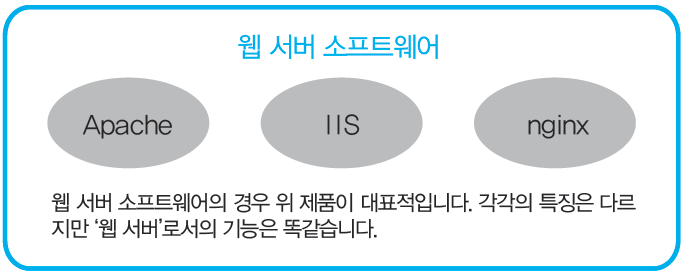 웹 서버 소프트웨어
Apache IIS nginx
웹 서버 소프트웨어의 경우 위 제품이 대표적입니다. 각각의 특징은 다르
지만 ‘웹 서버’로서의 기능은 똑같습니다.